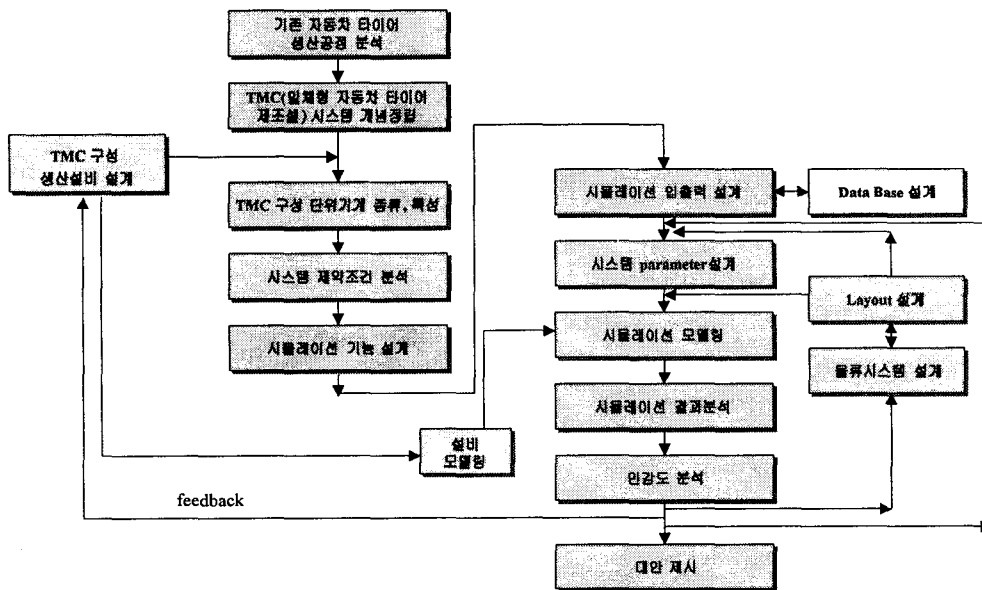 기존 자동차 타이어
생산공정 분석
TMC(일체형 자동차 타이어
제조셀)시스템 개념정립
TMC 구성
생산설비 설계
TMC 구성 단위기계 종류,특성
시스템 제약조건 분석
시뮬레이션 기능 설계
설비
모델링
feedback
시뮬레이션 입출력 설계
Data Base 설계
시스템 parameter설계
Layout 설계
시뮬레이션 모델링
물류시스템 설계
시뮬레이션 결과분석
민감도 분석
대안 제시